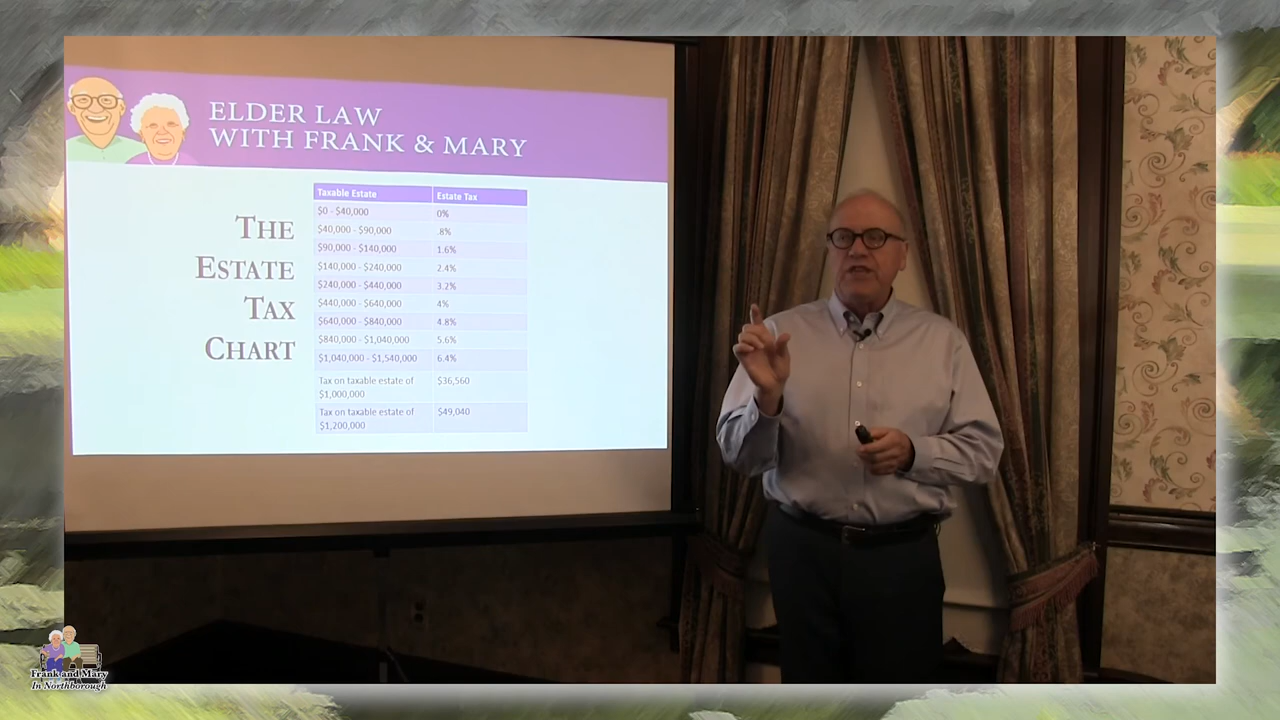 ELDER LAW
WITH FRANK & MARY
THE
ESTATE
TAX
CHART
Taxable Estate Estate Tax
$0 - $40,000 0%
$40,000 - $90,000 .8%
$90,000 - $140,000 1.6%
$140,000 - $240,000 2.4%
$240,000 - $440,000 3.2%
$440,000 - $640,000 4%
$640,000 - $840,000 4.8%
$840,000 - $1,040,000 5.6%
$1,040,000 - $1,540,000 6.4%
Tax on taxable estate of $36,560
$1,000,000
Tax on taxable estate of $49,040
$1,200,000
Frank and Mary
In Northborough